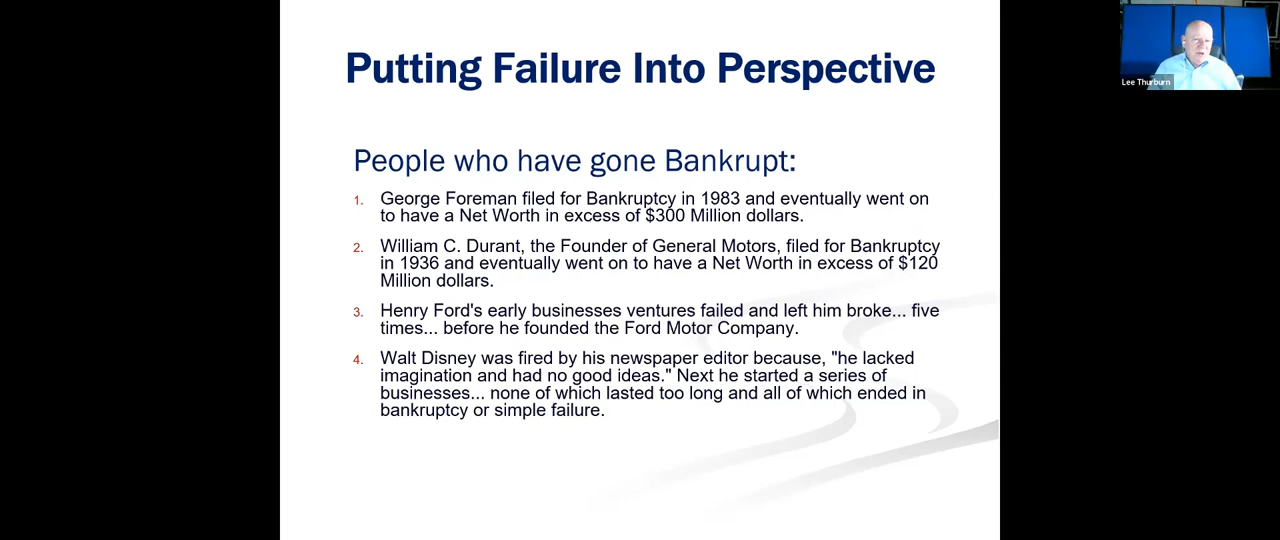 Putting Failure Into Perspective
Lee Thurburn
People who have gone Bankrupt:
1. George Foreman filed for Bankruptcy in 1983 and eventually went on
to have a Net Worth in excess of $300 Million dollars.
2. William C. Durant, the Founder of General Motors, filed for Bankruptcy
in 1936 and eventually went on to have a Net Worth in excess of $120
Million dollars.
3. Henry Ford's early businesses ventures failed and left him broke... five
times... before he founded the Ford Motor Company.
4. Walt Disney was fired by his newspaper editor because, "he lacked
imagination and had no good ideas." Next he started a series of
businesses... none of which lasted too long and all of which ended in
bankruptcy or simple failure.